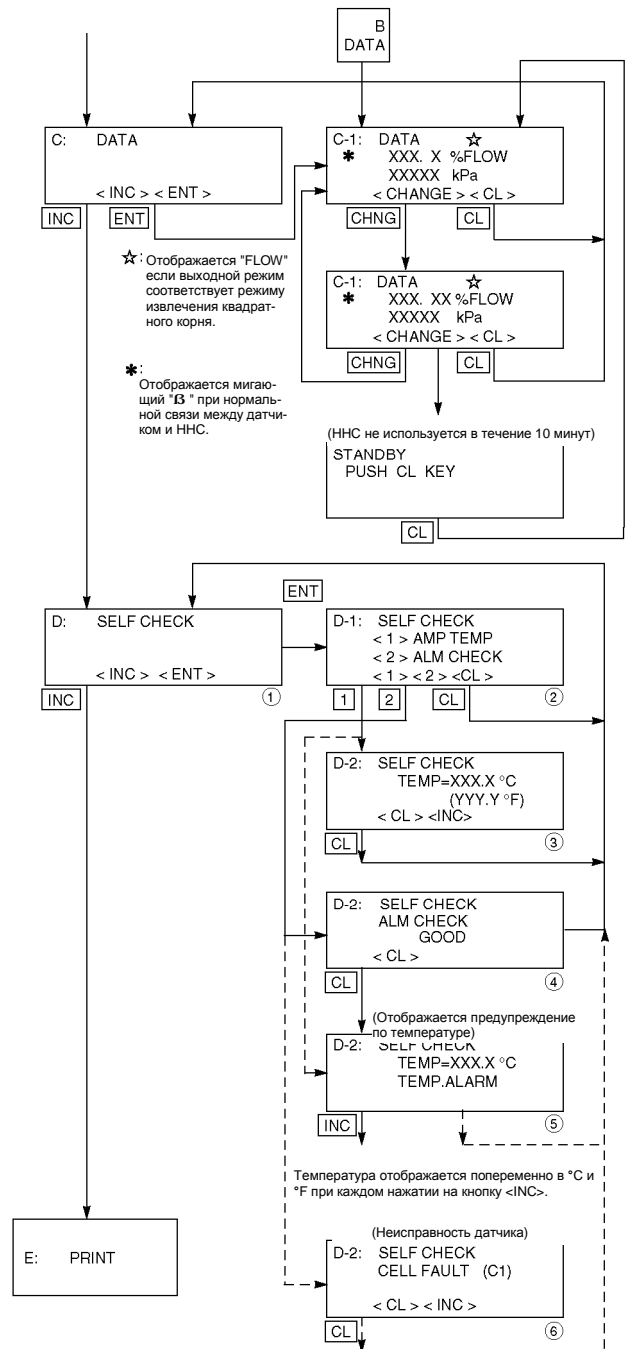 B
DATA
C: DATA
< INC > < ENT >
INC
ENT
C-1: DATA ☆
✱ XXX. X %FLOW
XXXXX kPa
< CHANGE > < CL >
CHNG
CL
☆: Отображается "FLOW"
если выходной режим
соответствует режиму
извлечения квадрат-
ного корня.
C-1: DATA ☆
✱ XXX. XX %FLOW
XXXXX kPa
< CHANGE > < CL >
CHNG
CL
✱:
Отображается мигаю-
щий "ß " при нормаль-
ной связи между датчи-
ком и ННС.
(ННС не используется в течение 10 минут)
STANDBY
PUSH CL KEY
CL
ENT
D: SELF CHECK
< INC > < ENT >
①
INC
D-1: SELF CHECK
< 1 > AMP TEMP
< 2 > ALM CHECK
< 1 > < 2 > <CL >
②
1
2
CL
D-2: SELF CHECK
TEMP=XXX.X °C
(YYY.Y °F)
< CL > <INC>
③
CL
D-2: SELF CHECK
ALM CHECK
GOOD
< CL >
④
CL
(Отображается предупреждение
по температуре)
D-2: SELF CHECK
TEMP=XXX.X °C
TEMP.ALARM
⑤
INC
Температура отображается попеременно в °C и
°F при каждом нажатии на кнопку <INC>.
E: PRINT
(Неисправность датчика)
D-2: SELF CHECK
CELL FAULT (C1)
< CL > < INC >
⑥
CL